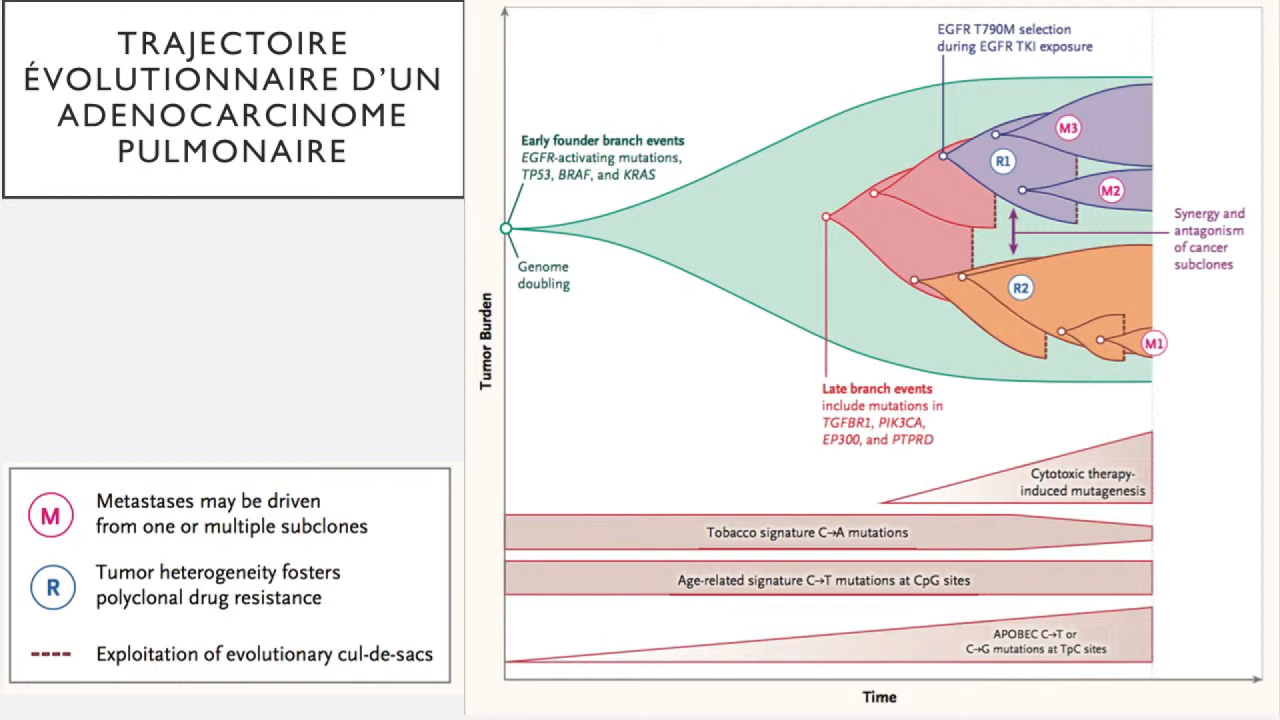 TRAJECTOIRE
ÉVOLUTIONNAIRE D’UN
ADENOCARCINOME
PULMONAIRE
M
Metastases may be driven
from one or multiple subclones
R
Tumor heterogeneity fosters
polyclonal drug resistance
Exploitation of evolutionary cul-de-sacs
Tumor Burden
EGFR T790M selection
during EGFR TKI exposure
Early founder branch events
EGFR-activating mutations,
TP53, BRAF, and KRAS
Genome
doubling
M3
R1
M2
Synergy and
antagonism
of cancer
subclones
R2
M1
Late branch events
include mutations in
TGFBR1, PIK3CA,
EP300, and PTPRD
Cytotoxic therapy-
induced mutagenesis
Tobacco signature C→A mutations
Age-related signature C→T mutations at CpG sites
APOBEC C→T or
C→G mutations at TpC sites
Time